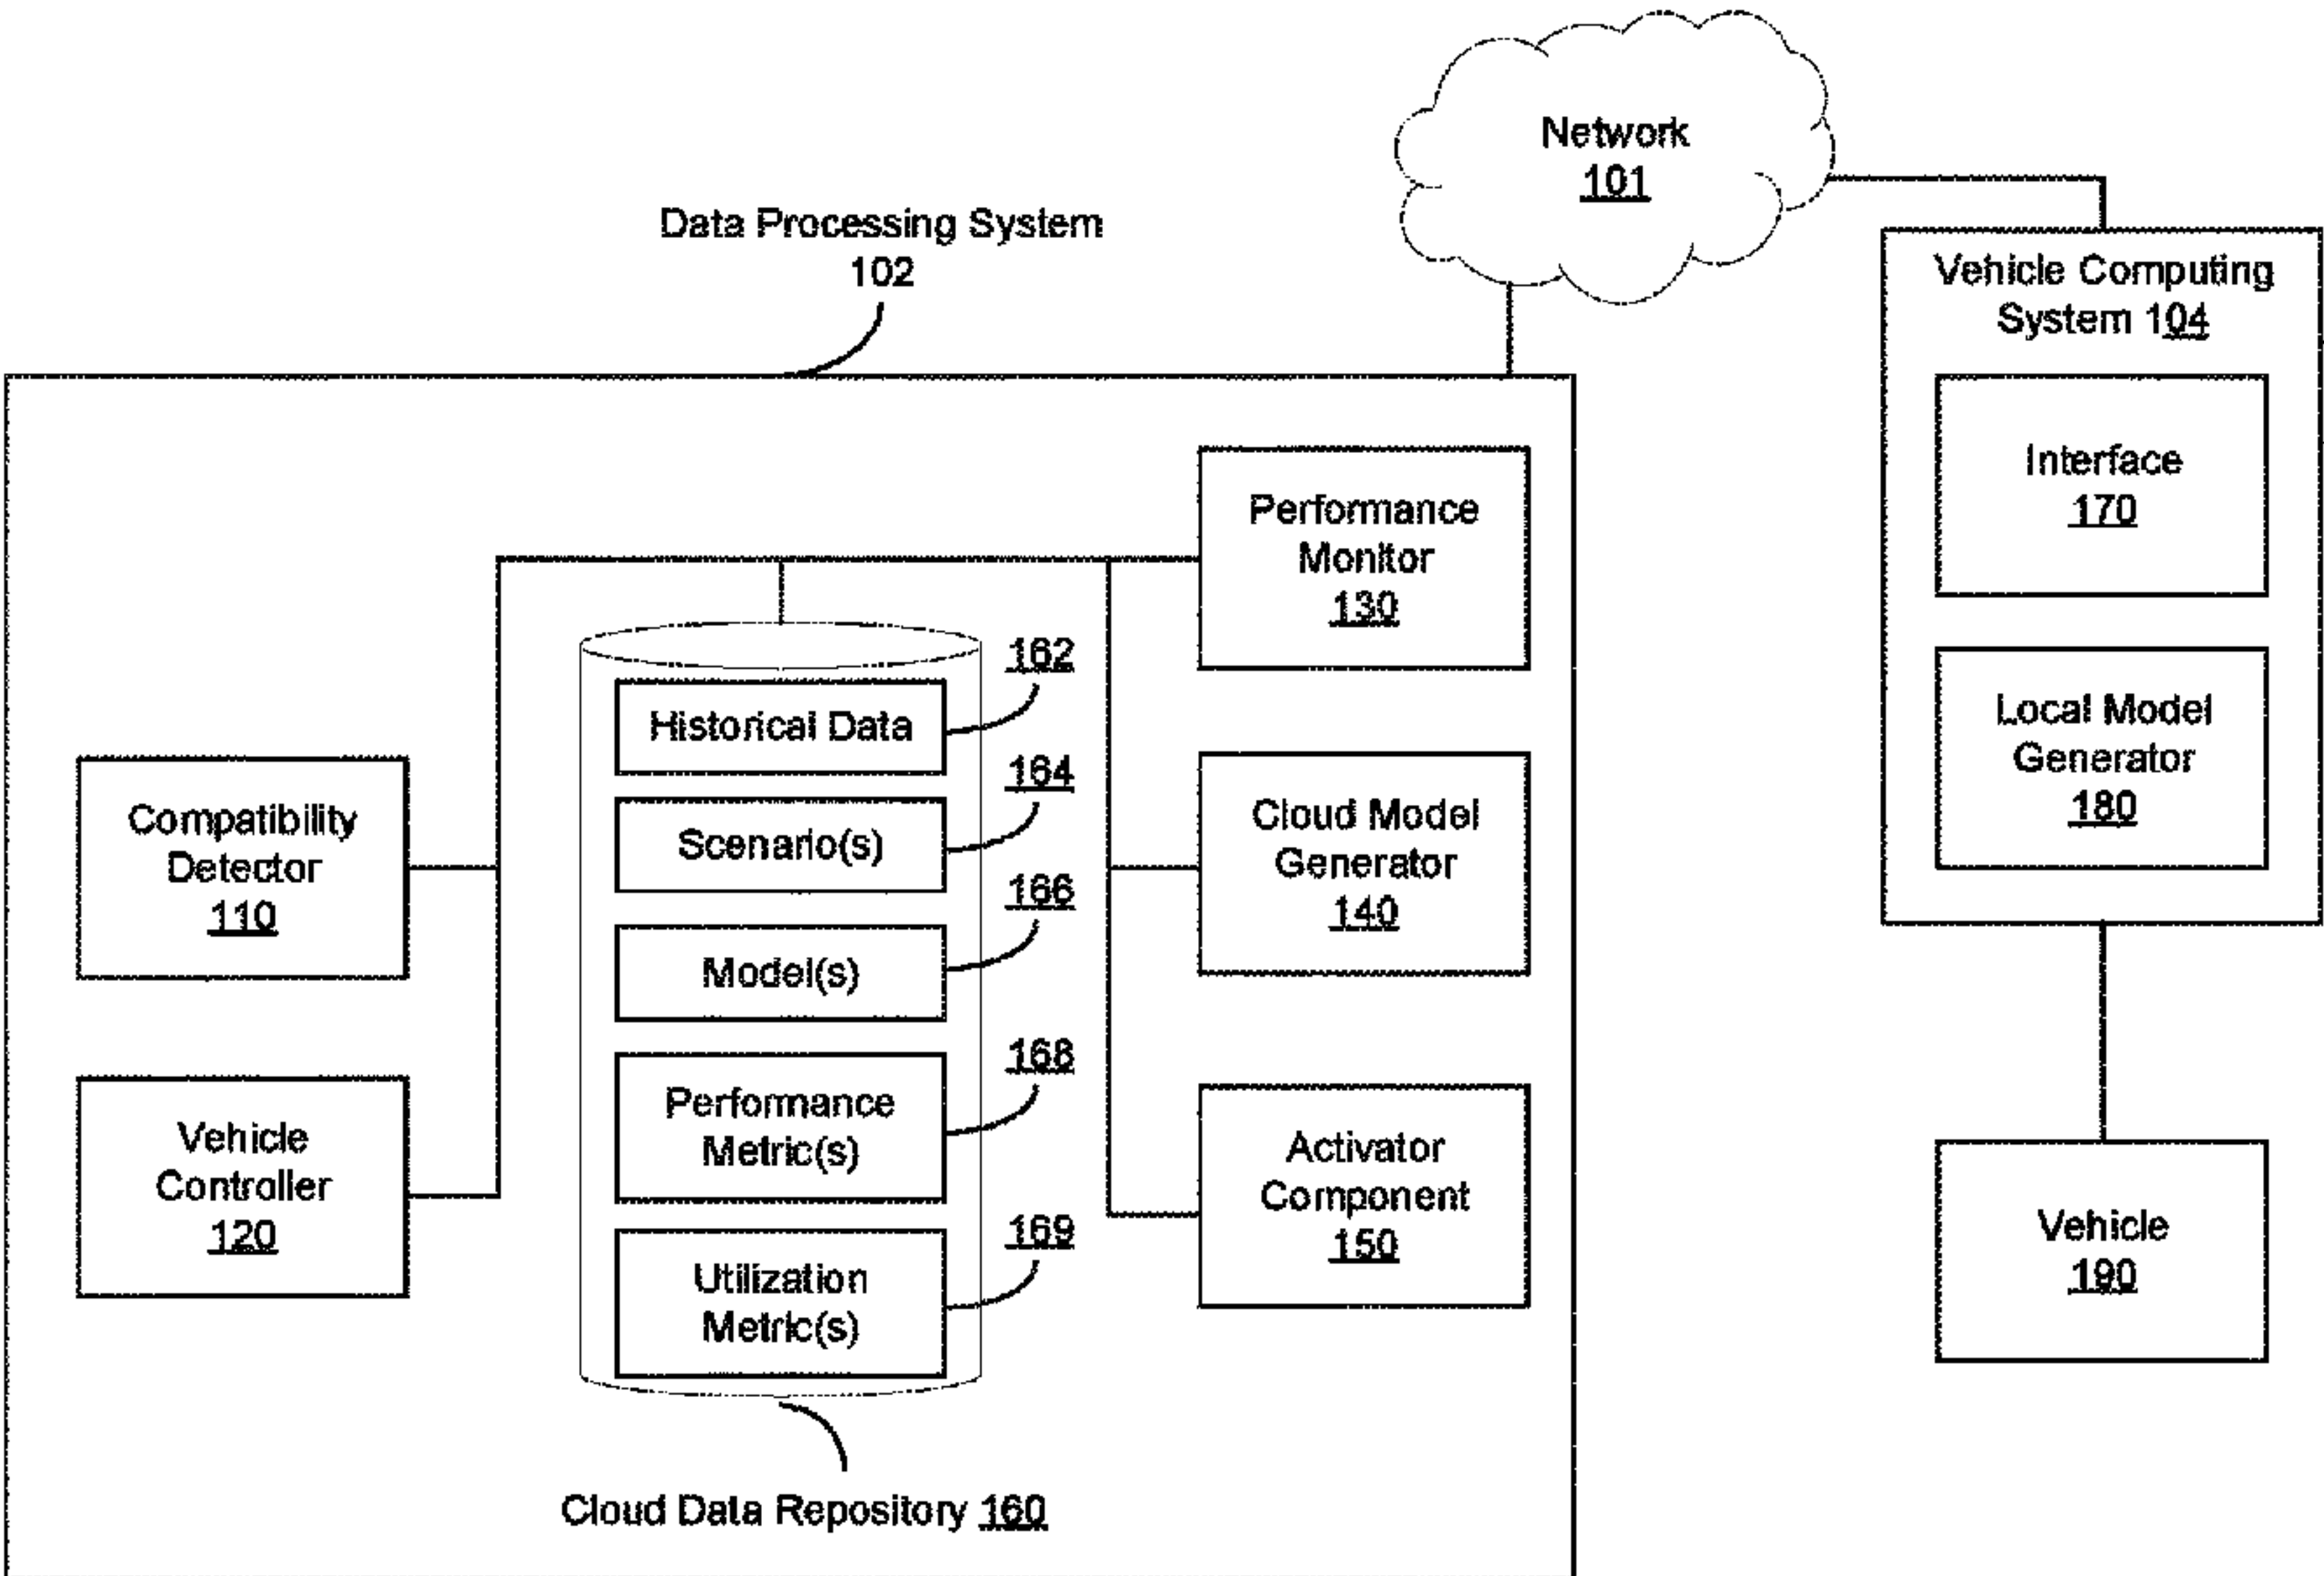 Network
101
Data Processing System
102
Vehicle Computing
System 104
Interface
170
Local Model
Generator
180
Vehicle
190
Performance
Monitor
130
Cloud Model
Generator
140
Activator
Component
150
162
Historical Data
164
Scenario(s)
166
Model(s)
168
Performance
Metric(s)
169
Utilization
Metric(s)
Compatibility
Detector
110
Vehicle
Controller
120
Cloud Data Repository 160